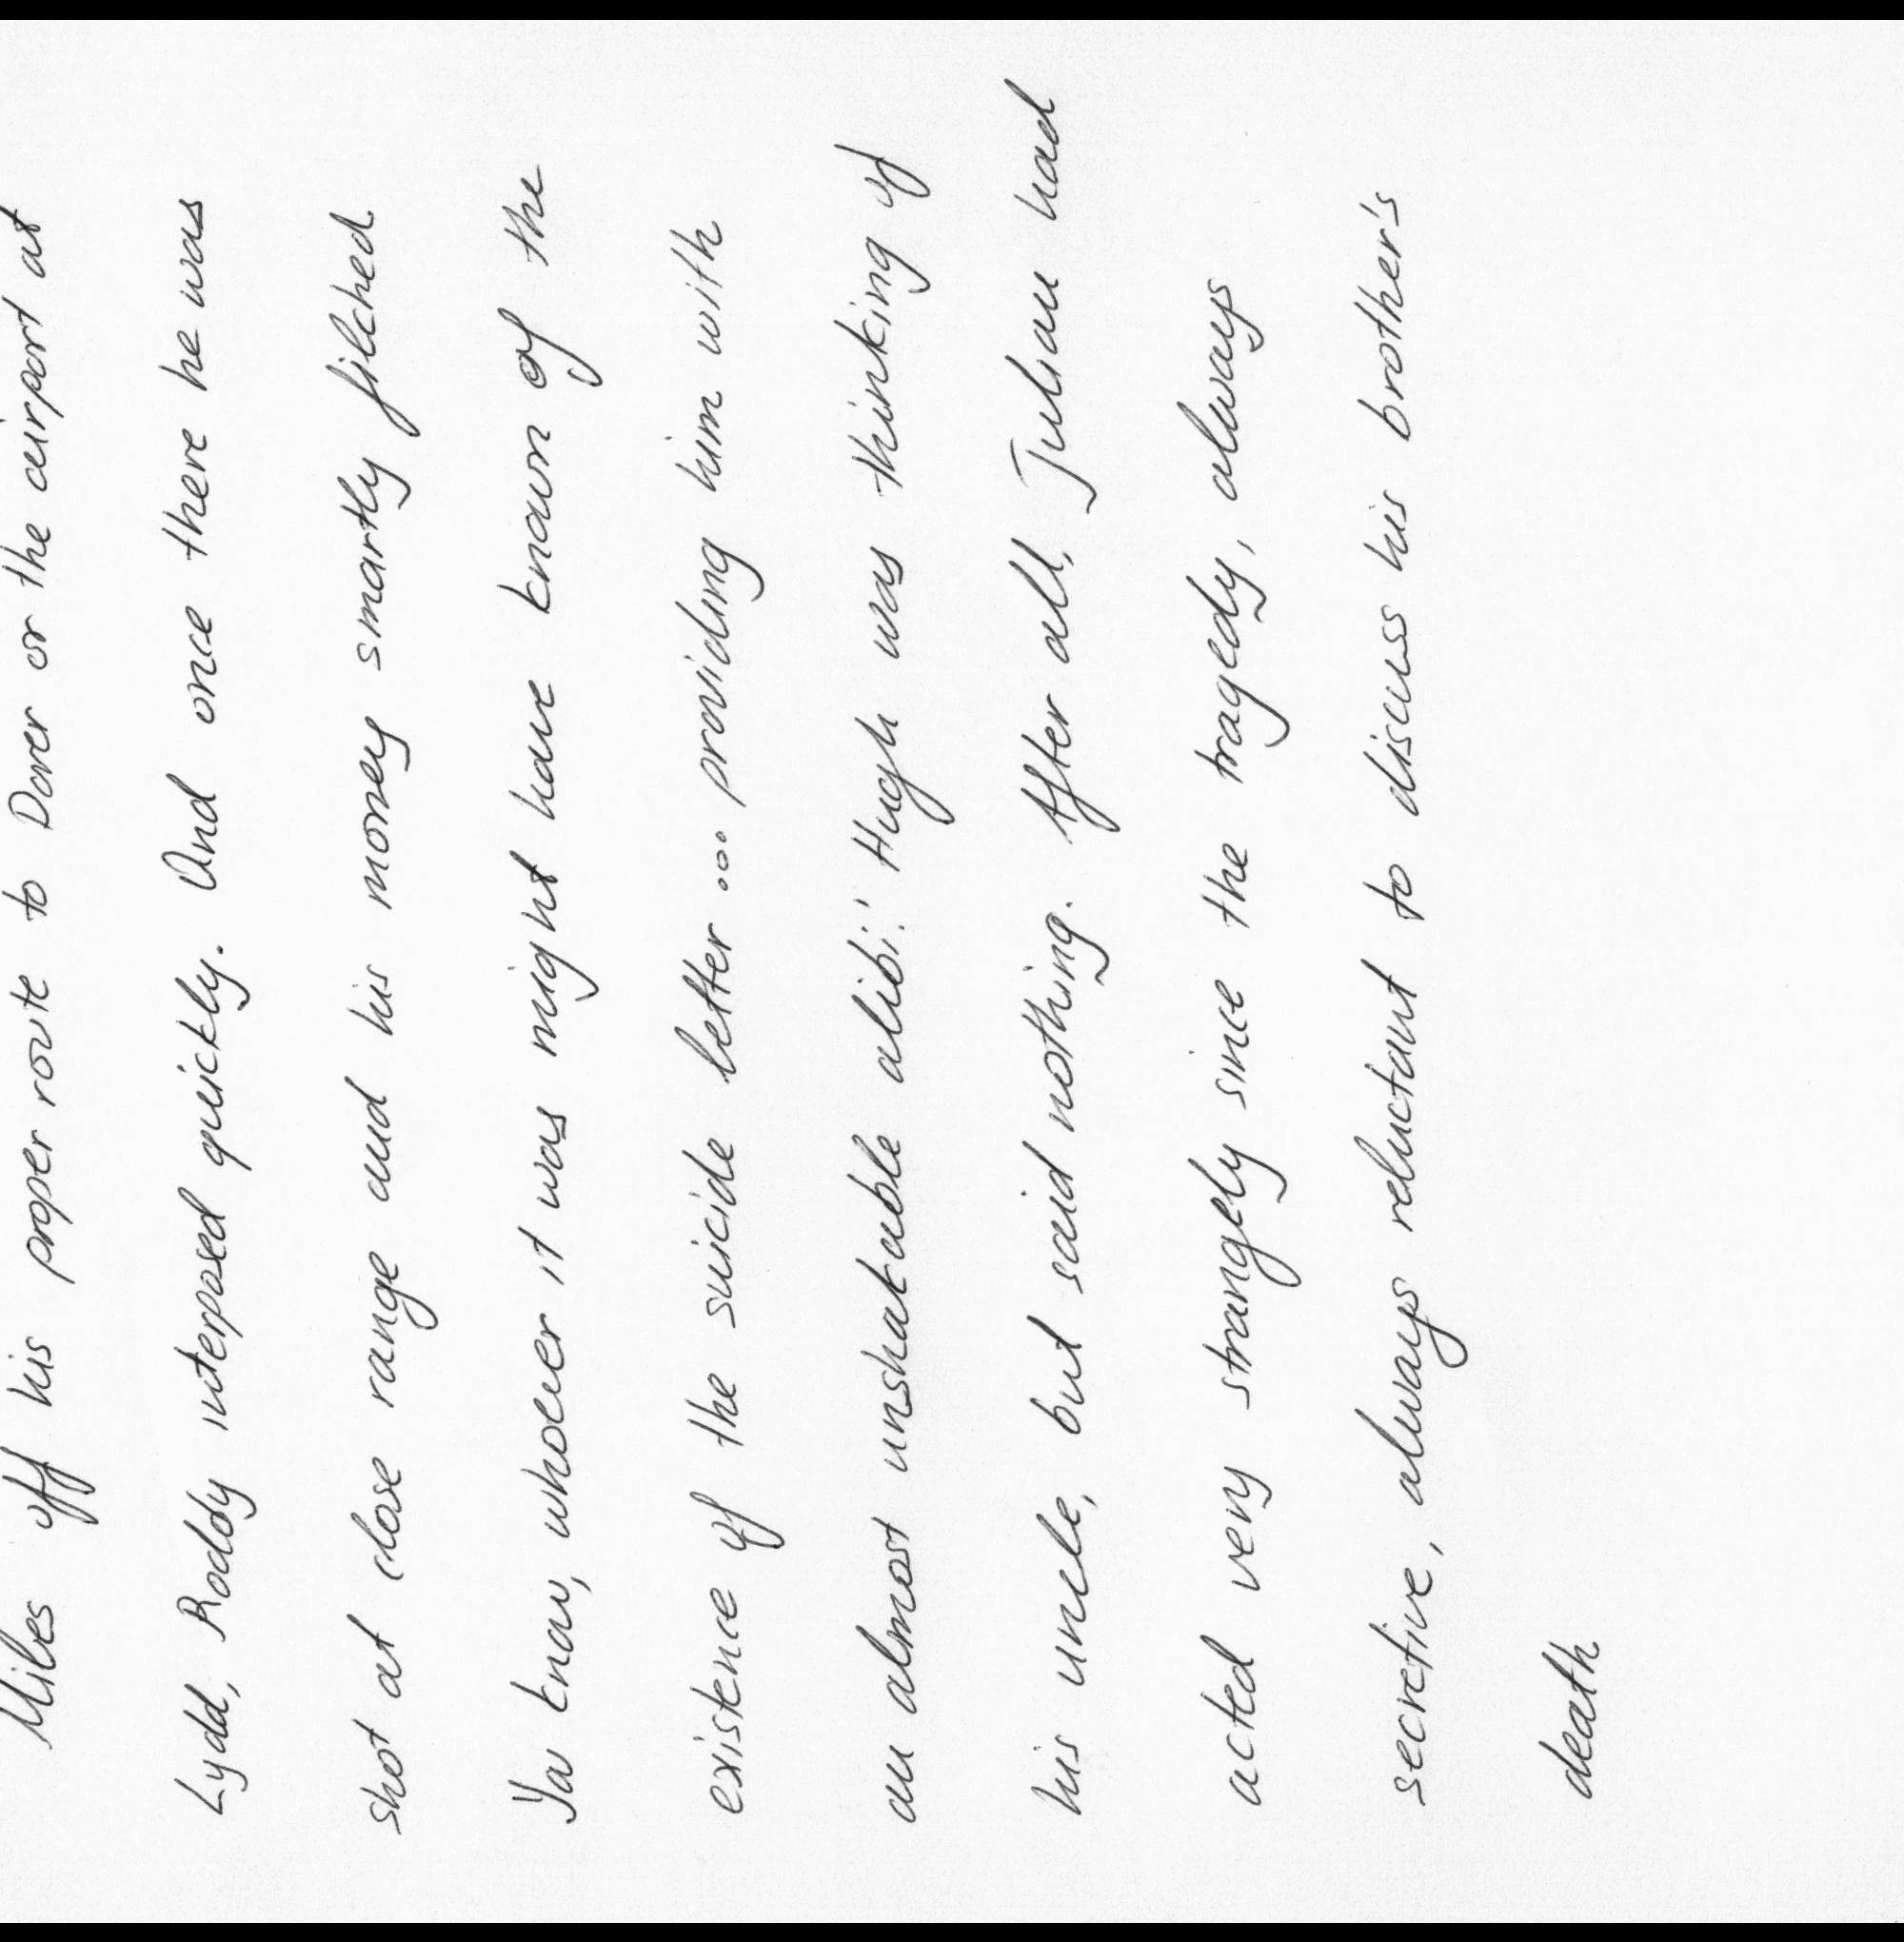 Miles off his proper route to Dover or the airport at
Lydd, Roddy interposed quickly. And once there he was
shot at close range and his money smartly filched.
'You know, whoever it was might have known of the
existence of the suicide letter ... providing him with
an almost unshakable alibi!' Hugh was thinking of
his uncle, but said nothing. After all, Julian had
acted very strangely since the tragedy, always
secretive, always reluctant to discuss his brother's
death